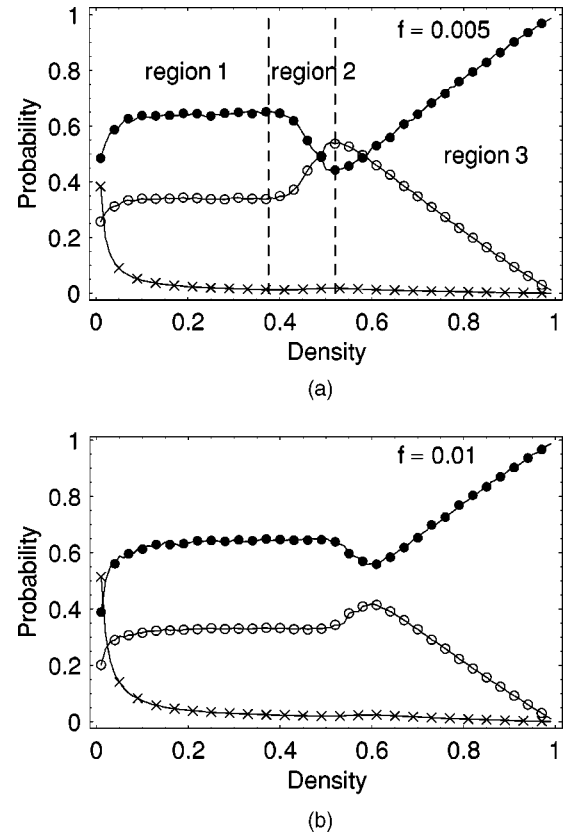 1
f = 0.005
0.8
region 1
region 2
0.6
region 3
0.4
0.2
0
Probability
0
0.2
0.4
0.6
0.8
1
Density
(a)
1
f = 0.01
0.8
0.6
0.4
0.2
0
Probability
0
0.2
0.4
0.6
0.8
1
Density
(b)